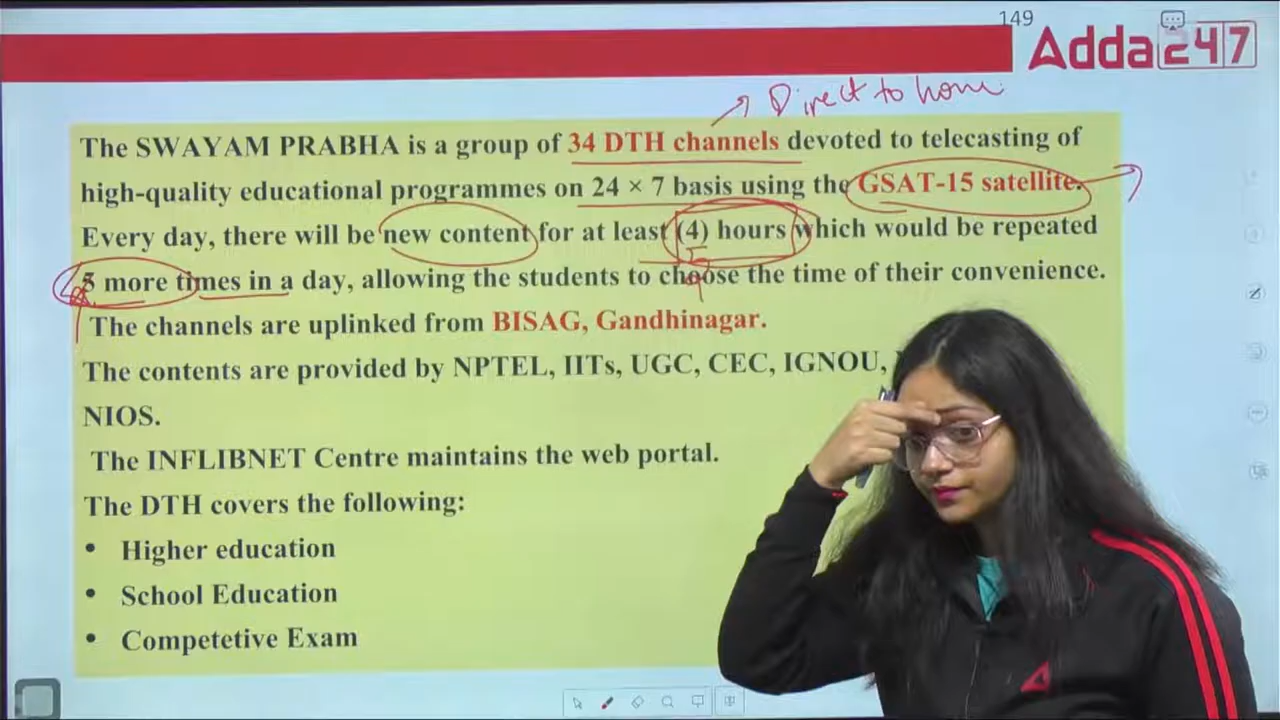 149
Adda247
Direct to home
The SWAYAM PRABHA is a group of 34 DTH channels devoted to telecasting of
high-quality educational programmes on 24 × 7 basis using the GSAT-15 satellite.
Every day, there will be new content for at least (4) hours which would be repeated
5 more times in a day, allowing the students to choose the time of their convenience.
The channels are uplinked from BISAG, Gandhinagar.
The contents are provided by NPTEL, IITs, UGC, CEC, IGNOU,
NIOS.
The INFLIBNET Centre maintains the web portal.
The DTH covers the following:
• Higher education
• School Education
• Competetive Exam